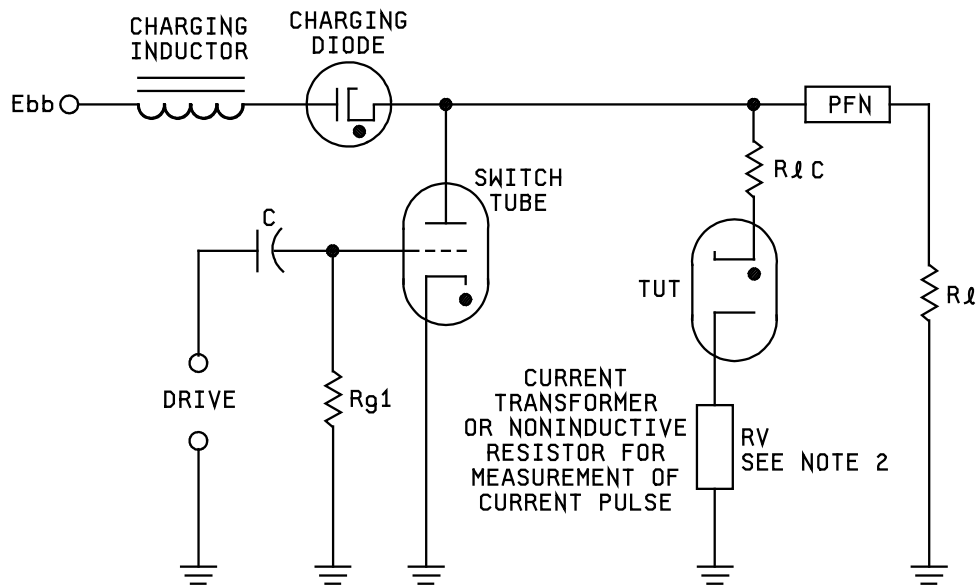 CHARGING
INDUCTOR
CHARGING
DIODE
Ebb
PFN
RℓC
SWITCH
TUBE
C
TUT
Rℓ
DRIVE
Rg1
CURRENT
TRANSFORMER
OR NONINDUCTIVE
RESISTOR FOR
MEASUREMENT OF
CURRENT PULSE
RV
SEE NOTE 2